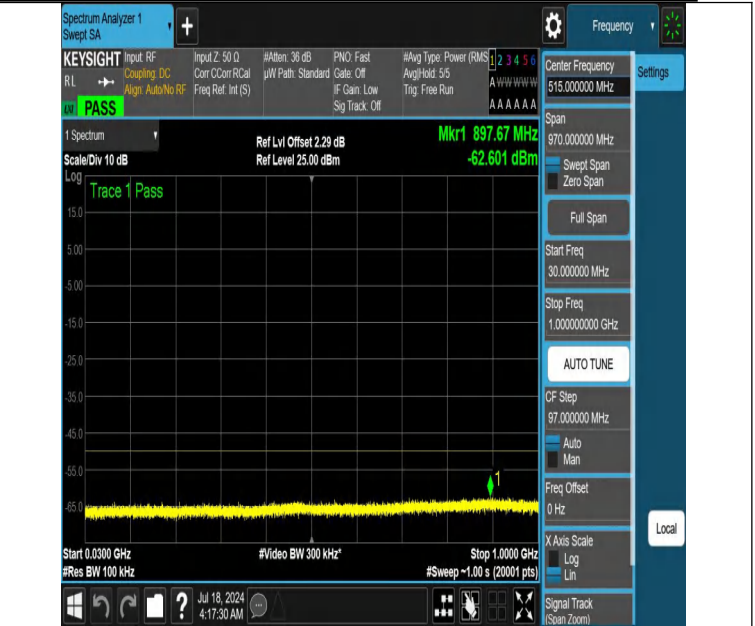 Spectrum Analyzer 1
Swept SA
+
Frequency
KEYSIGHT
RL
PASS
Input: RF
Coupling: DC
Align: Auto/No RF
Input Z: 50 Ω
Corr CCorr RCal
Freq Ref: Int (S)
#Atten: 36 dB
µW Path: Standard
PNO: Fast
Gate: Off
IF Gain: Low
Sig Track: Off
#Avg Type: Power (RMS
Avg|Hold: 5/5
Trig: Free Run
1 2 3 4 5 6
A W W W W W
A A A A A A
1 Spectrum
Scale/Div 10 dB
Ref Lvl Offset 2.29 dB
Ref Level 25.00 dBm
Mkr1 897.67 MHz
-62.601 dBm
Log
Trace 1 Pass
15.0
5.00
-5.00
-15.0
-25.0
-35.0
-45.0
-55.0
-65.0
1
Start 0.0300 GHz
#Res BW 100 kHz
#Video BW 300 kHz*
Stop 1.0000 GHz
#Sweep ~1.00 s (20001 pts)
Center Frequency
515.000000 MHz
Settings
Span
970.000000 MHz
Swept Span
Zero Span
Full Span
Start Freq
30.000000 MHz
Stop Freq
1.000000000 GHz
AUTO TUNE
CF Step
97.000000 MHz
Auto
Man
Freq Offset
0 Hz
X Axis Scale
Log
Lin
Local
Signal Track
(Span Zoom)
?
Jul 18, 2024
4:17:30 AM